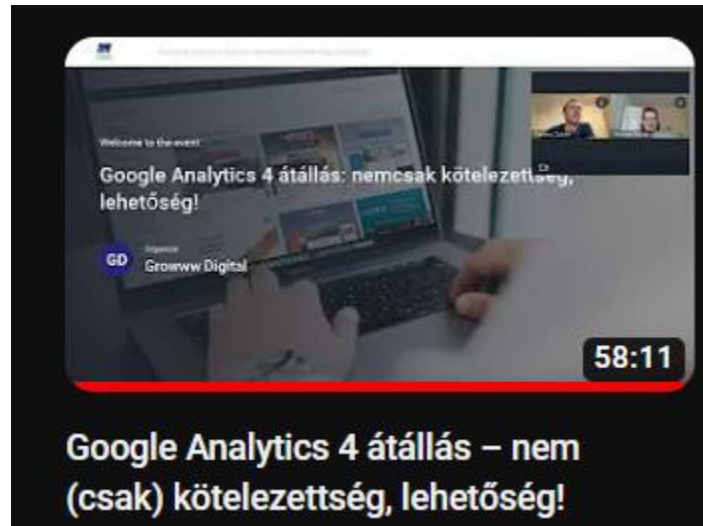 Welcome to the event:
Google Analytics 4 átállás: nemcsak kötelezettség,
lehetőség!
GD
Organizer
Growww Digital
58:11
Google Analytics 4 átállás – nem
(csak) kötelezettség, lehetőség!